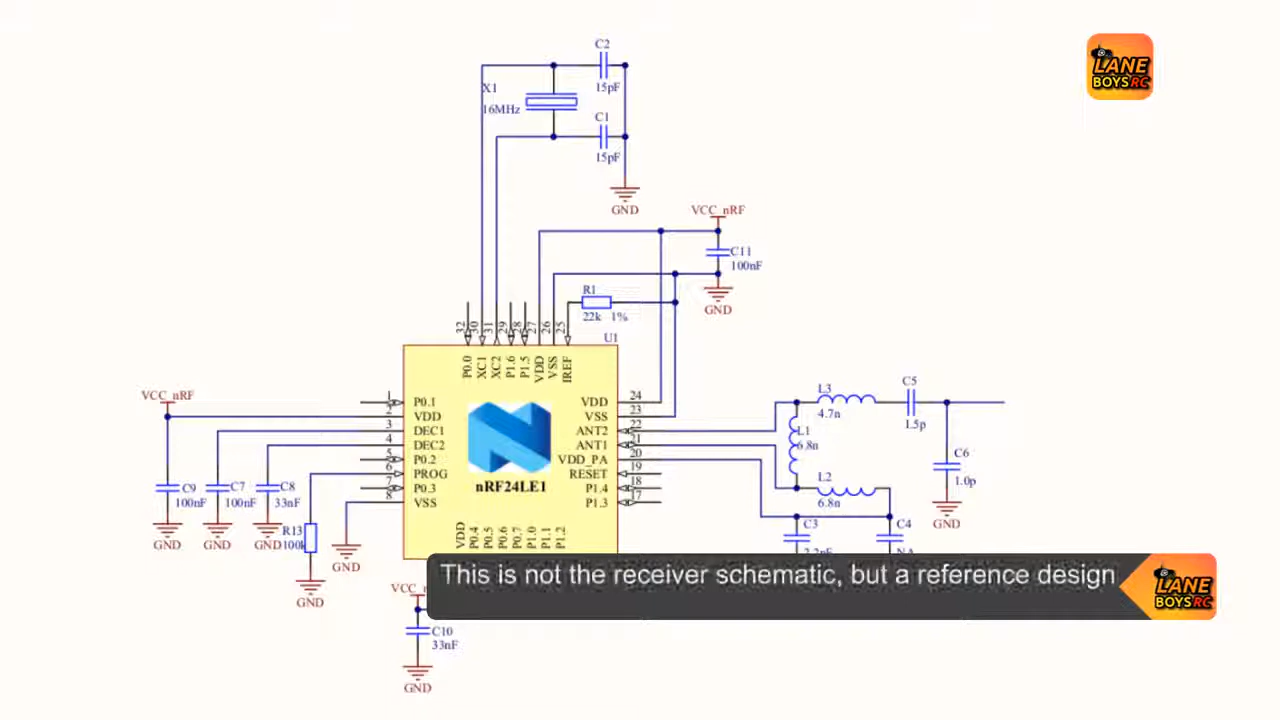 C2
15pF
X1
16MHz
C1
15pF
GND
LANE
BOYSRC
VCC_nRF
C11
100nF
GND
R1
22k 1%
U1
32
30
31
29
28
27
26
25
P0.0
XC1
XC2
P1.6
P1.5
VDD
VSS
IREF
VCC_nRF
1 P0.1
2 VDD
3 DEC1
4 DEC2
5 P0.2
6 PROG
7 P0.3
8 VSS
VDD 24
VSS 23
ANT2 22
ANT1 21
VDD_PA 20
RESET 19
P1.4 18
P1.3 17
nRF24LE1
VDD
P0.4
P0.5
P0.6
P0.7
P1.0
P1.1
P1.2
C9
100nF
GND
C7
100nF
GND
C8
33nF
GND
R13
100k
GND
GND
L3
4.7n
C5
1.5p
L1
6.8n
L2
6.8n
C6
1.0p
GND
C3
C4
This is not the receiver schematic, but a reference design
LANE
BOYSRC
C10
33nF
GND